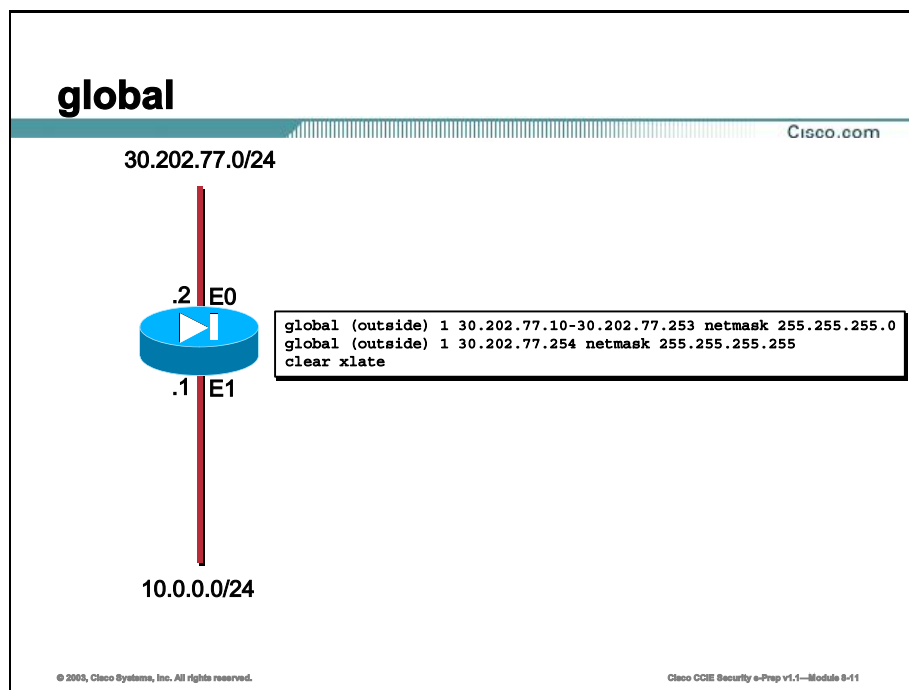 global
Cisco.com
30.202.77.0/24
.2 E0
global (outside) 1 30.202.77.10-30.202.77.253 netmask 255.255.255.0
global (outside) 1 30.202.77.254 netmask 255.255.255.255
clear xlate
.1 E1
10.0.0.0/24
© 2003, Cisco Systems, Inc. All rights reserved.
Cisco CCIE Security e-Prep v1.1—Module 8-11